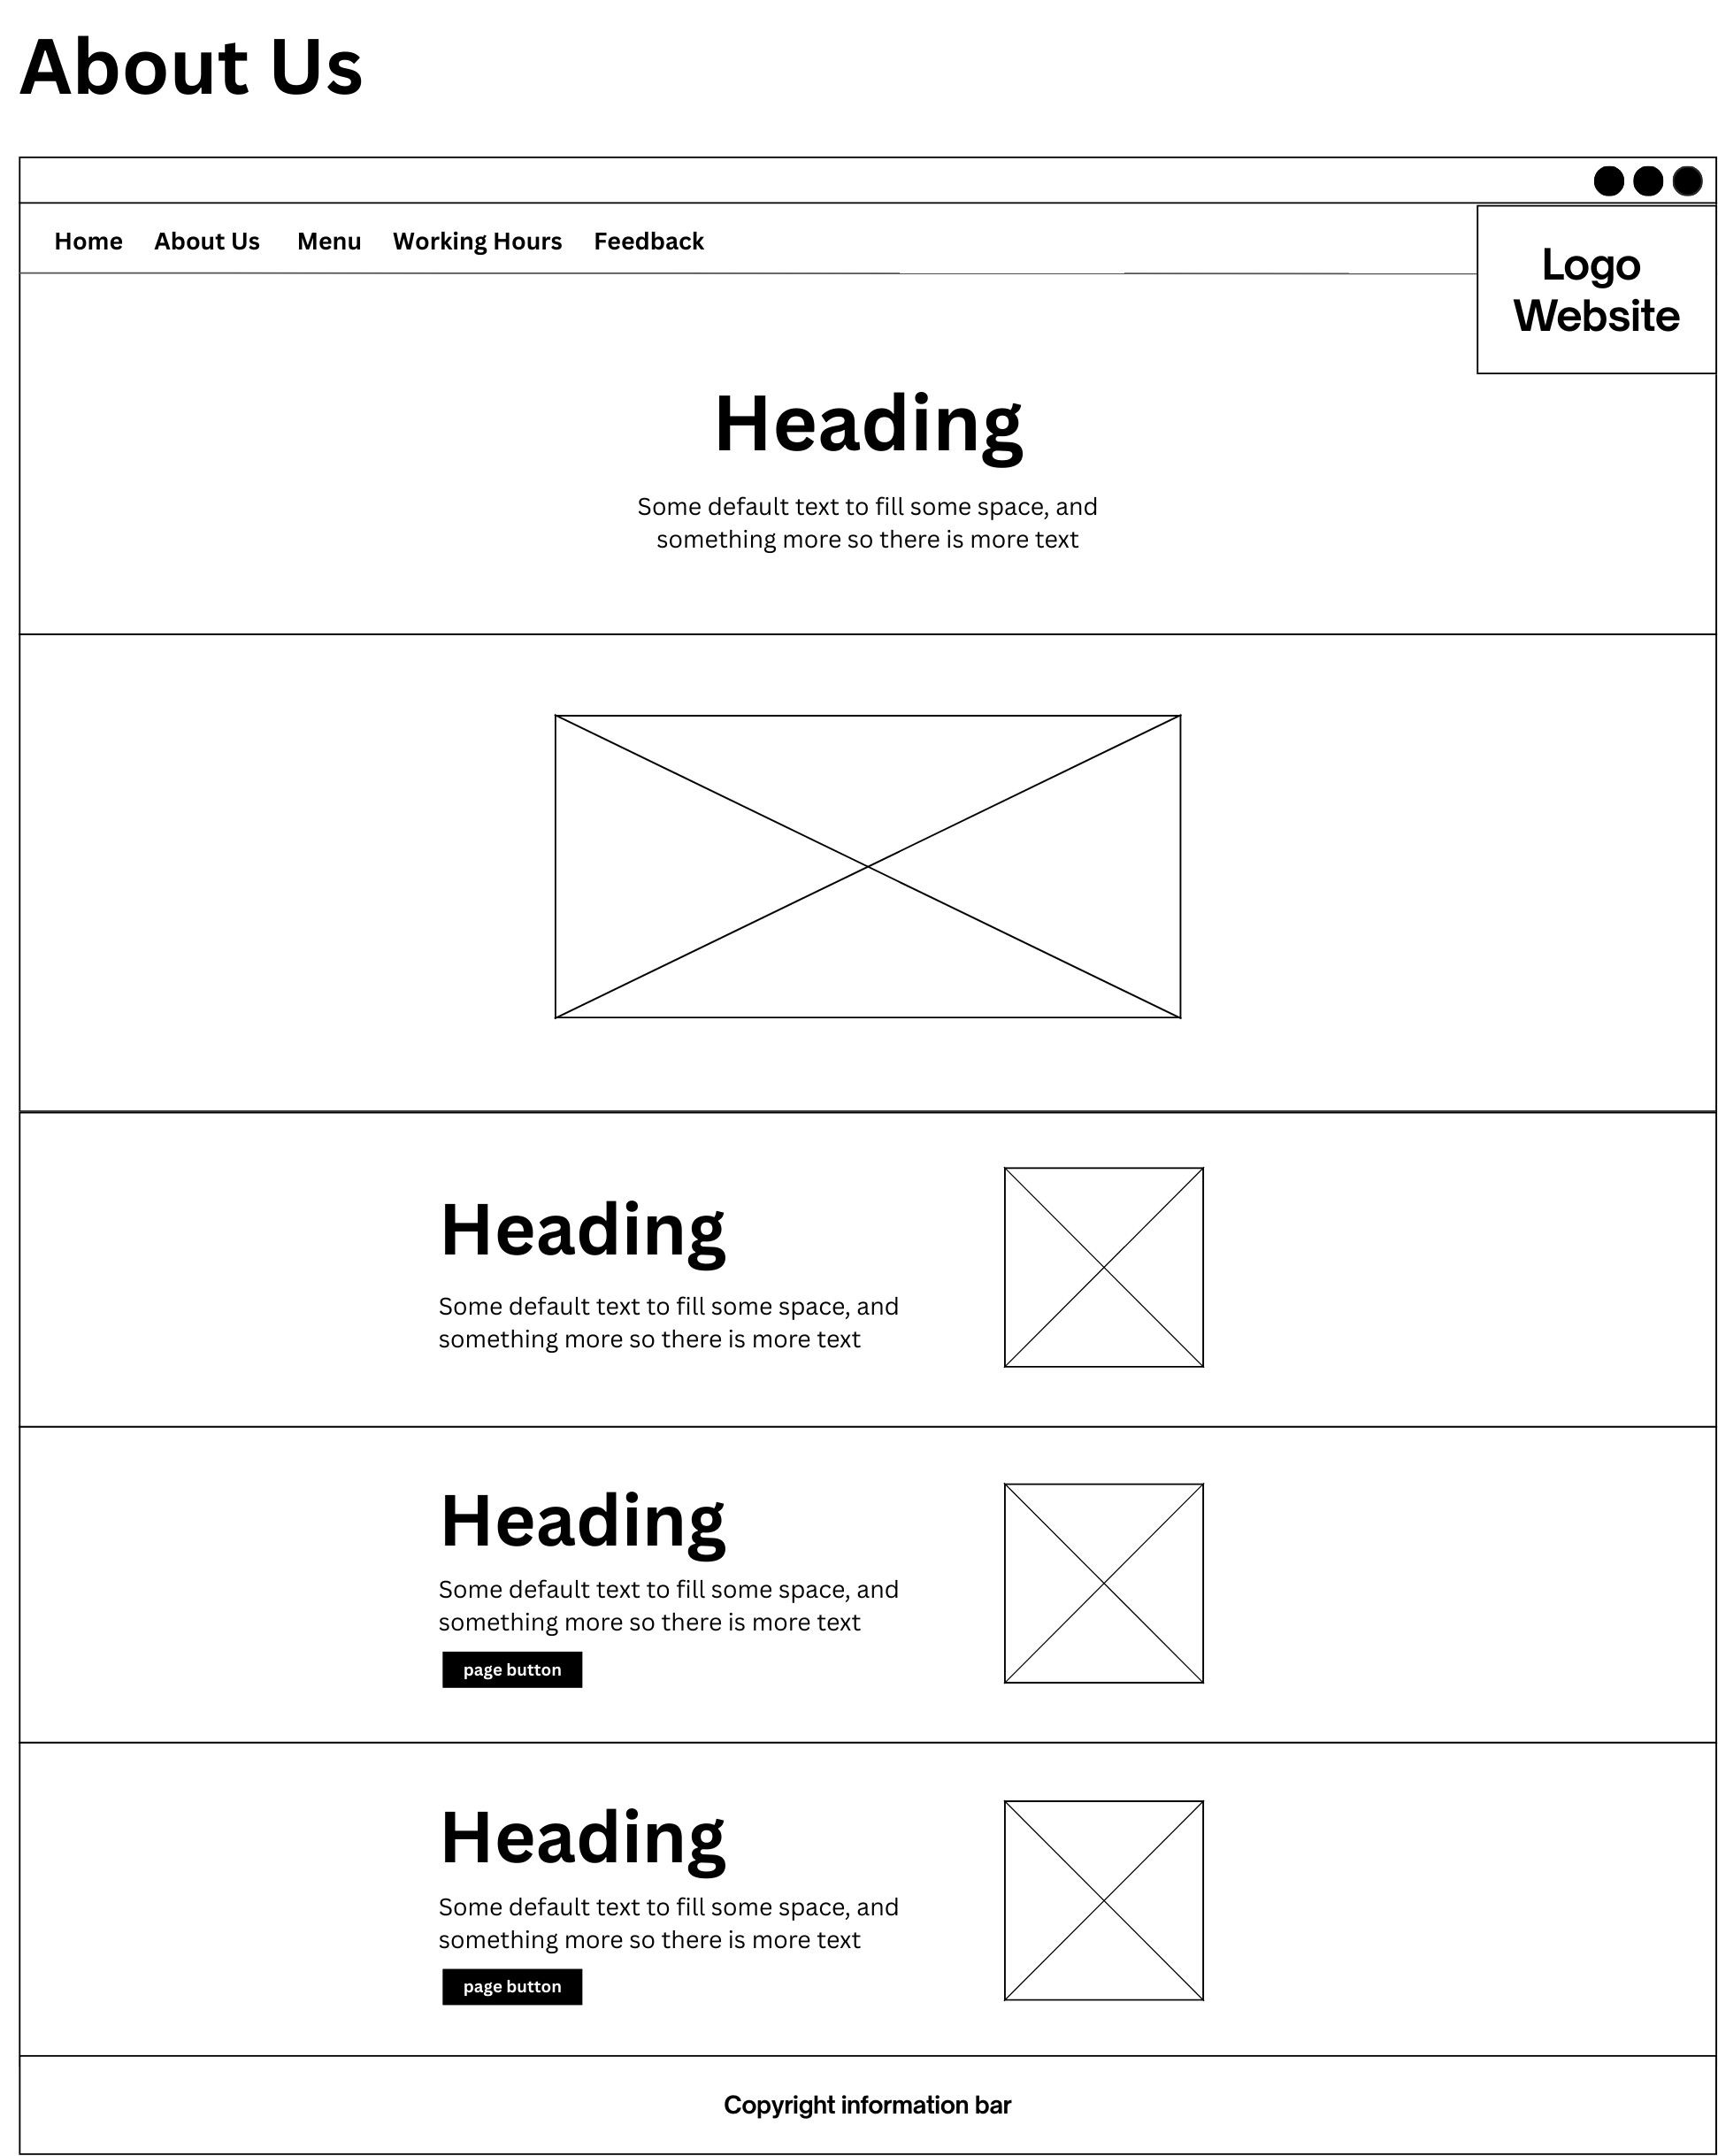 About Us
Home About Us Menu Working Hours Feedback
Logo
Website
Heading
Some default text to fill some space, and
something more so there is more text
Heading
Some default text to fill some space, and
something more so there is more text
Heading
Some default text to fill some space, and
something more so there is more text
page button
Heading
Some default text to fill some space, and
something more so there is more text
page button
Copyright information bar